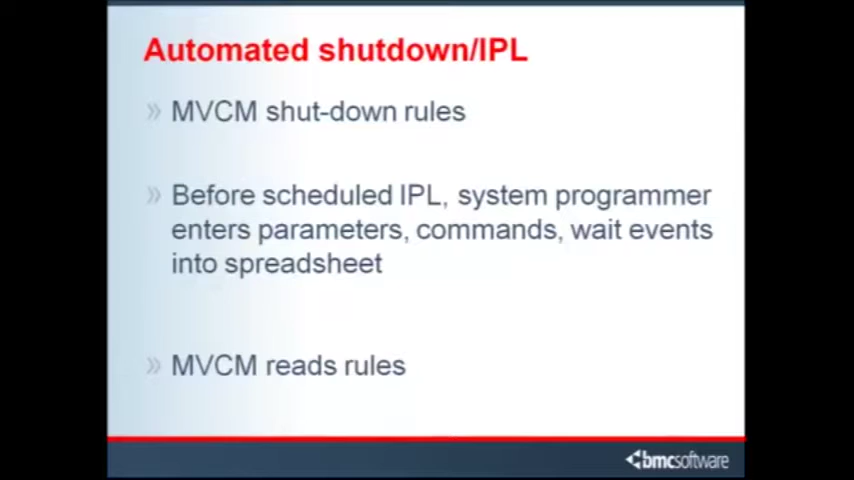 Automated shutdown/IPL
» MVCM shut-down rules
» Before scheduled IPL, system programmer
enters parameters, commands, wait events
into spreadsheet
» MVCM reads rules
bmcsoftware